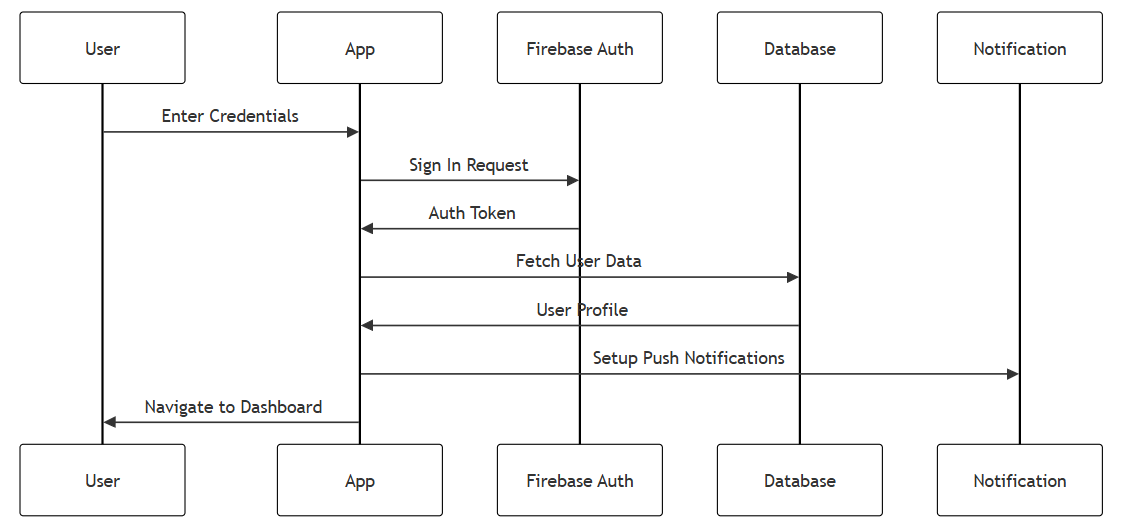 User
App
Firebase Auth
Database
Notification
Enter Credentials
Sign In Request
Auth Token
Fetch User Data
User Profile
Setup Push Notifications
Navigate to Dashboard
User
App
Firebase Auth
Database
Notification